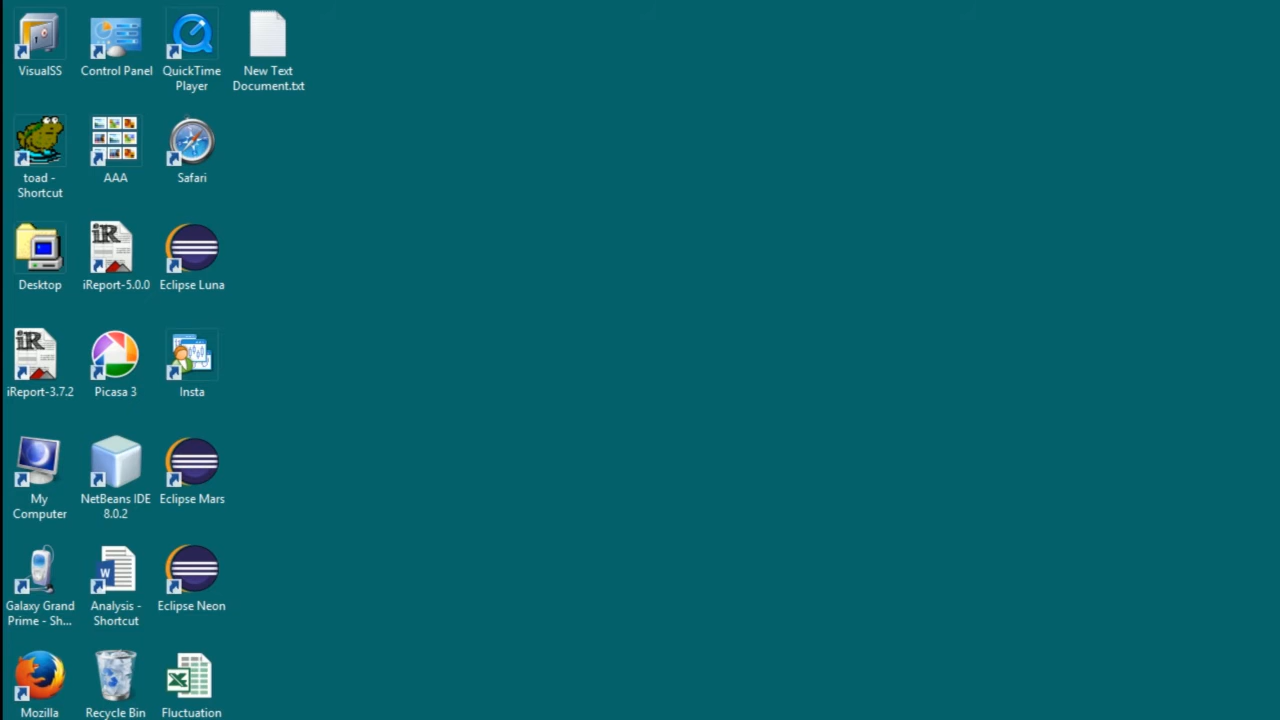 VisualSS
Control Panel
QuickTime
Player
New Text
Document.txt
toad -
Shortcut
AAA
Safari
Desktop
iR
iReport-5.0.0
Eclipse Luna
iR
iReport-3.7.2
Picasa 3
Insta
My
Computer
NetBeans IDE
8.0.2
Eclipse Mars
Galaxy Grand
Prime - Sh...
W
Analysis -
Shortcut
Eclipse Neon
Mozilla
Recycle Bin
X
Fluctuation